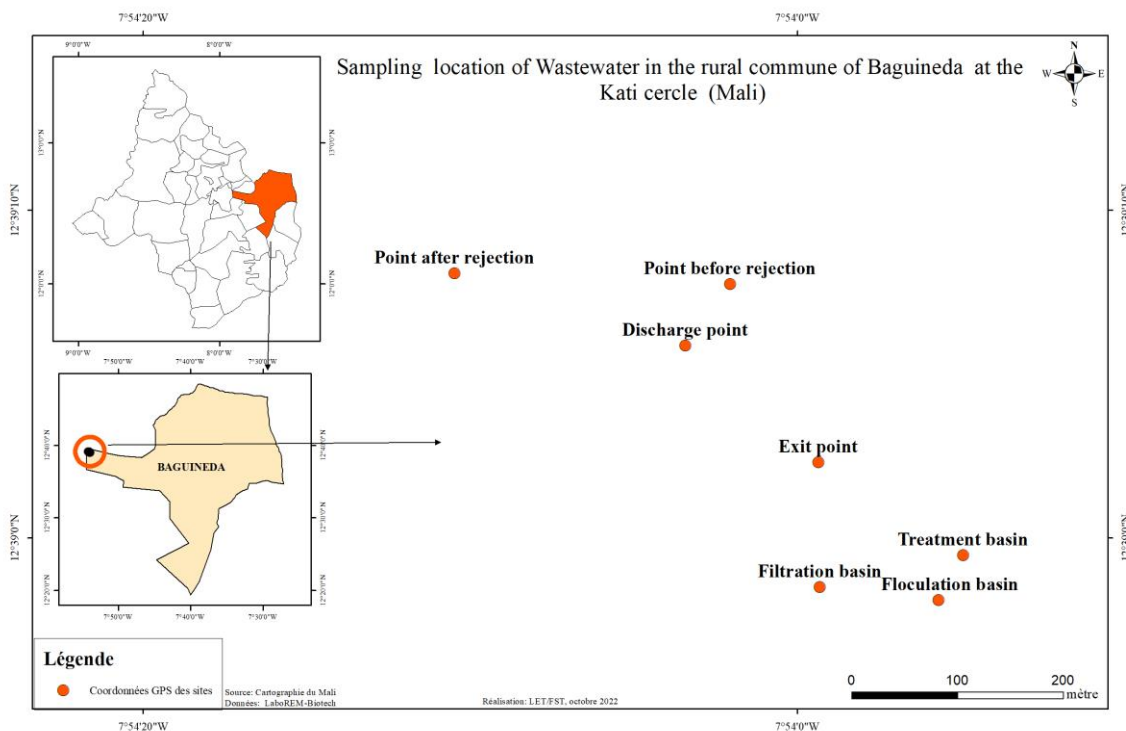 7°54'20"W 7°54'0"W
9°0'0"W 8°0'0"W
Sampling location of Wastewater in the rural commune of Baguineda at the
Kati cercle (Mali)
N
W E
S
13°0'0"N
12°39'10"N 12°39'10"N
12°0'0"N
Point after rejection
Point before rejection
Discharge point
9°0'0"W 8°0'0"W
7°50'0"W 7°40'0"W 7°30'0"W
12°40'0"N
BAGUINEDA
Exit point
12°30'0"N
12°39'0"N 12°39'0"N
Treatment basin
Filtration basin
Floculation basin
12°20'0"N
7°50'0"W 7°40'0"W 7°30'0"W
Légende
Coordonnées GPS des sites
Source: Cartographie du Mali
Données: LaboREM-Biotech
Réalisation: LET/FST, octobre 2022
0 100 200
mètre
7°54'20"W 7°54'0"W